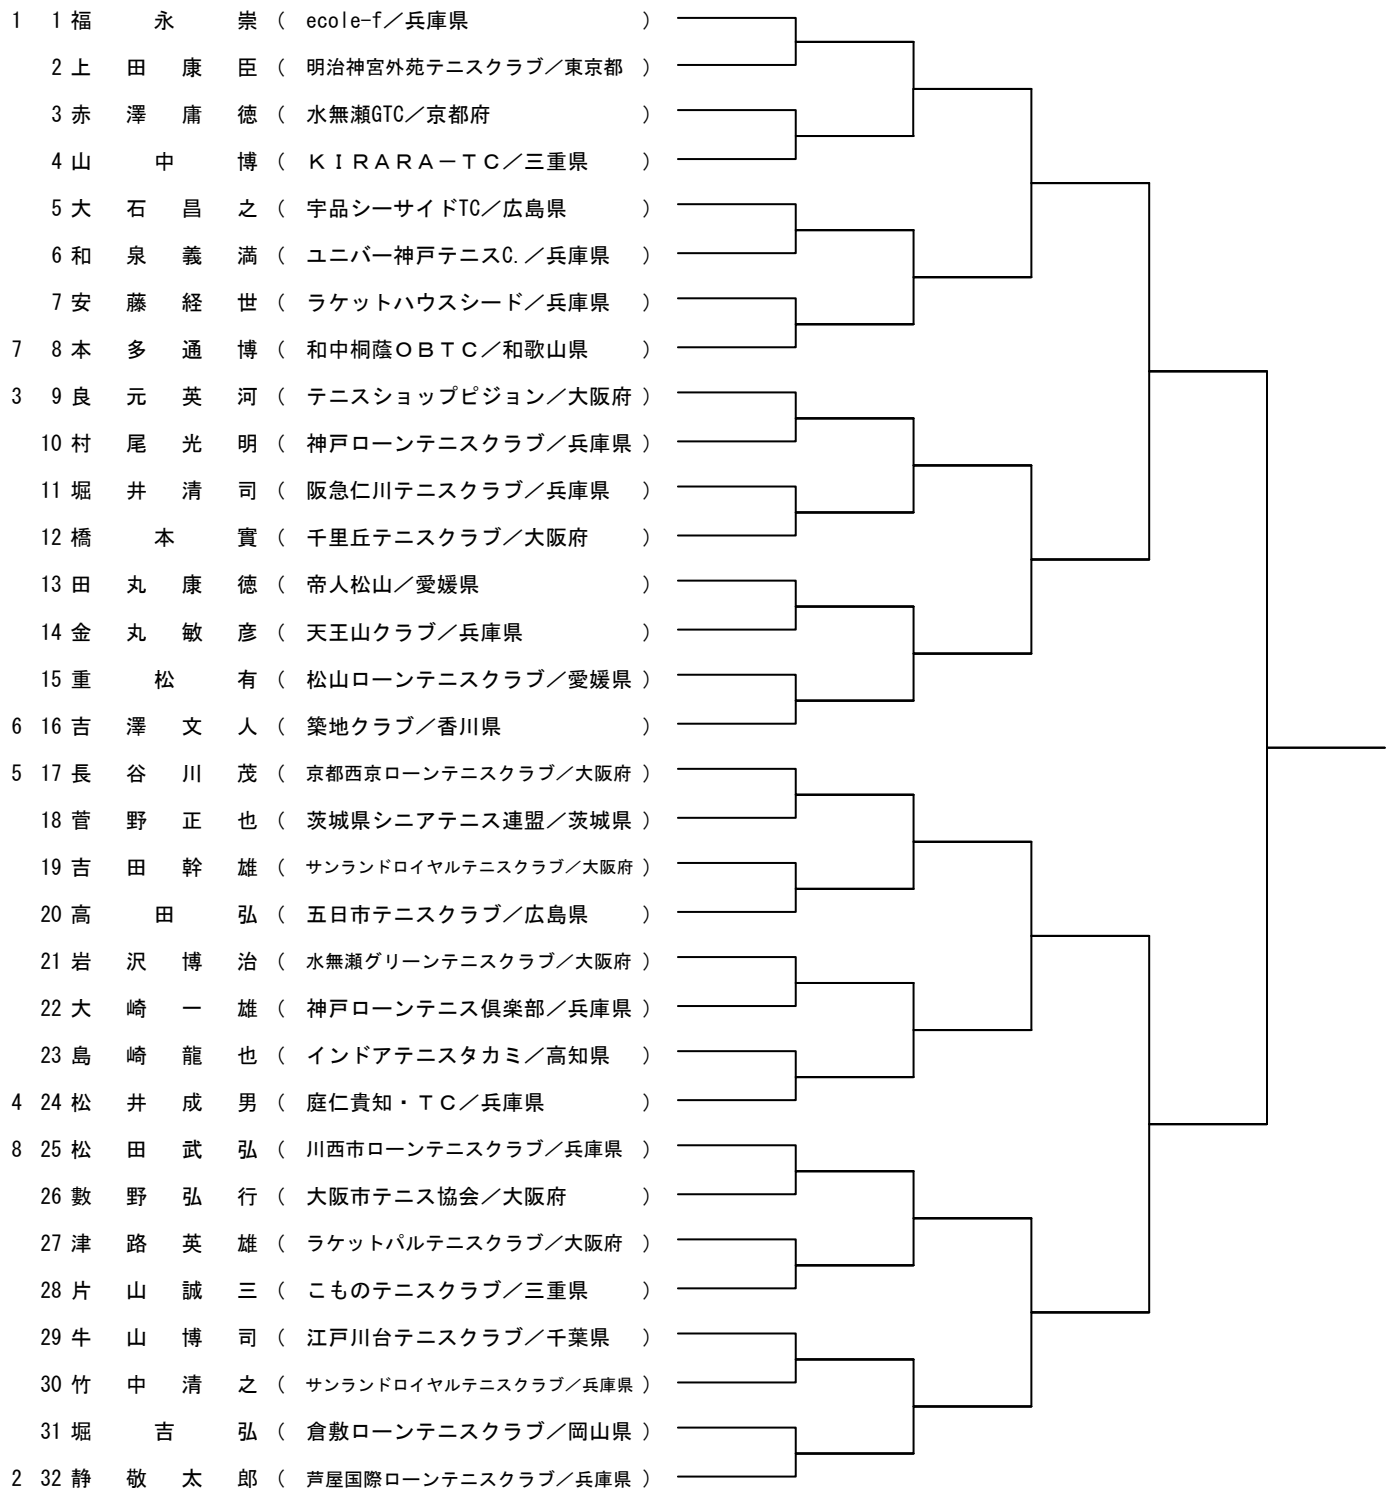 1 1 福 永 崇 ( ecole-f/兵庫県 )
2 上 田 康 臣 ( 明治神宮外苑テニスクラブ/東京都 )
3 赤 澤 庸 徳 ( 水無瀬GTC/京都府 )
4 山 中 博 ( KIRARA-TC/三重県 )
5 大 石 昌 之 ( 宇品シーサイドTC/広島県 )
6 和 泉 義 満 ( ユニバー神戸テニスC./兵庫県 )
7 安 藤 経 世 ( ラケットハウスシード/兵庫県 )
7 8 本 多 通 博 ( 和中桐蔭OBTC/和歌山県 )
3 9 良 元 英 河 ( テニスショップピジョン/大阪府 )
10 村 尾 光 明 ( 神戸ローンテニスクラブ/兵庫県 )
11 堀 井 清 司 ( 阪急仁川テニスクラブ/兵庫県 )
12 橋 本 實 ( 千里丘テニスクラブ/大阪府 )
13 田 丸 康 徳 ( 帝人松山/愛媛県 )
14 金 丸 敏 彦 ( 天王山クラブ/兵庫県 )
15 重 松 有 ( 松山ローンテニスクラブ/愛媛県 )
6 16 吉 澤 文 人 ( 築地クラブ/香川県 )
5 17 長 谷 川 茂 ( 京都西京ローンテニスクラブ/大阪府 )
18 菅 野 正 也 ( 茨城県シニアテニス連盟/茨城県 )
19 吉 田 幹 雄 ( サンランドロイヤルテニスクラブ/大阪府 )
20 高 田 弘 ( 五日市テニスクラブ/広島県 )
21 岩 沢 博 治 ( 水無瀬グリーンテニスクラブ/大阪府 )
22 大 崎 一 雄 ( 神戸ローンテニス倶楽部/兵庫県 )
23 島 崎 龍 也 ( インドアテニスタカミ/高知県 )
4 24 松 井 成 男 ( 庭仁貴知・TC/兵庫県 )
8 25 松 田 武 弘 ( 川西市ローンテニスクラブ/兵庫県 )
26 數 野 弘 行 ( 大阪市テニス協会/大阪府 )
27 津 路 英 雄 ( ラケットパルテニスクラブ/大阪府 )
28 片 山 誠 三 ( こものテニスクラブ/三重県 )
29 牛 山 博 司 ( 江戸川台テニスクラブ/千葉県 )
30 竹 中 清 之 ( サンランドロイヤルテニスクラブ/兵庫県 )
31 堀 吉 弘 ( 倉敷ローンテニスクラブ/岡山県 )
2 32 静 敬 太 郎 ( 芦屋国際ローンテニスクラブ/兵庫県 )